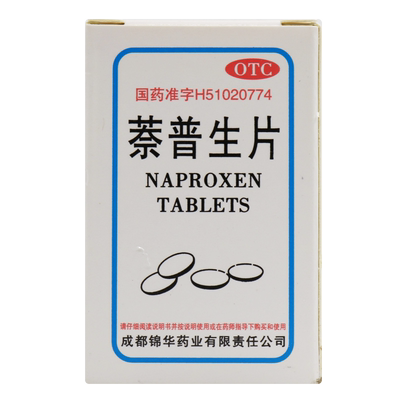 OTC
国药准字H51020774
萘普生片
NAPROXEN
TABLETS
请仔细阅读说明书并按说明使用或在药师指导下购买和使用
成都锦华药业有限责任公司